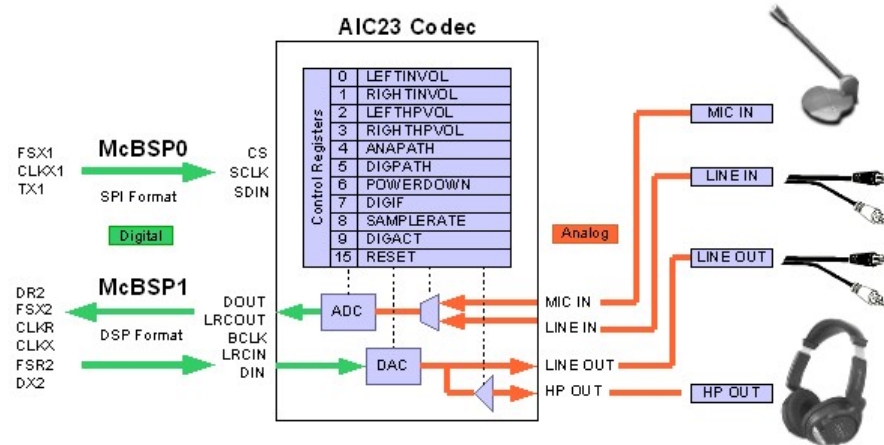 AIC23 Codec
Control Registers
0 LEFTINVOL
1 RIGHTINVOL
2 LEFTHPVOL
3 RIGHTHPVOL
4 ANAPATH
5 DIGPATH
6 POWERDOWN
7 DIGIF
8 SAMPLERATE
9 DIGACT
15 RESET
FSX1
CLKX1
TX1
McBSP0
SPI Format
CS
SCLK
SDIN
Digital
Analog
DR2
FSX2
CLKR
CLKX
FSR2
DX2
McBSP1
DSP Format
DOUT
LRCOUT
BCLK
LRCIN
DIN
ADC
DAC
MIC IN
LINE IN
LINE OUT
HP OUT
MIC IN
LINE IN
LINE OUT
HP OUT